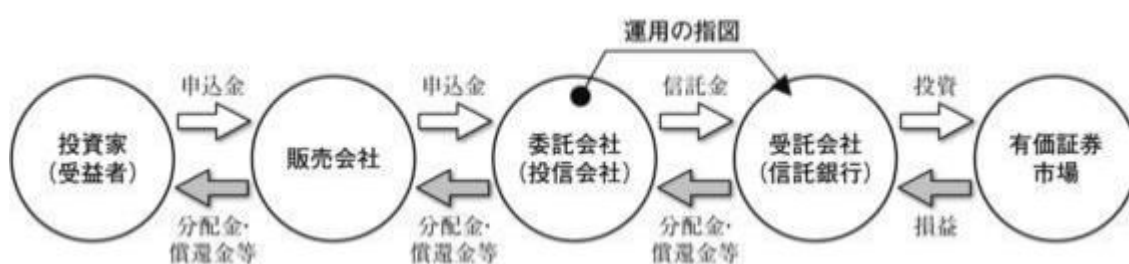 運用の指図
申込金
申込金
信託金
投資
投資家
(受益者)
販売会社
委託会社
(投信会社)
受託会社
(信託銀行)
有価証券
市場
分配金・
償還金等
分配金・
償還金等
分配金・
償還金等
損益